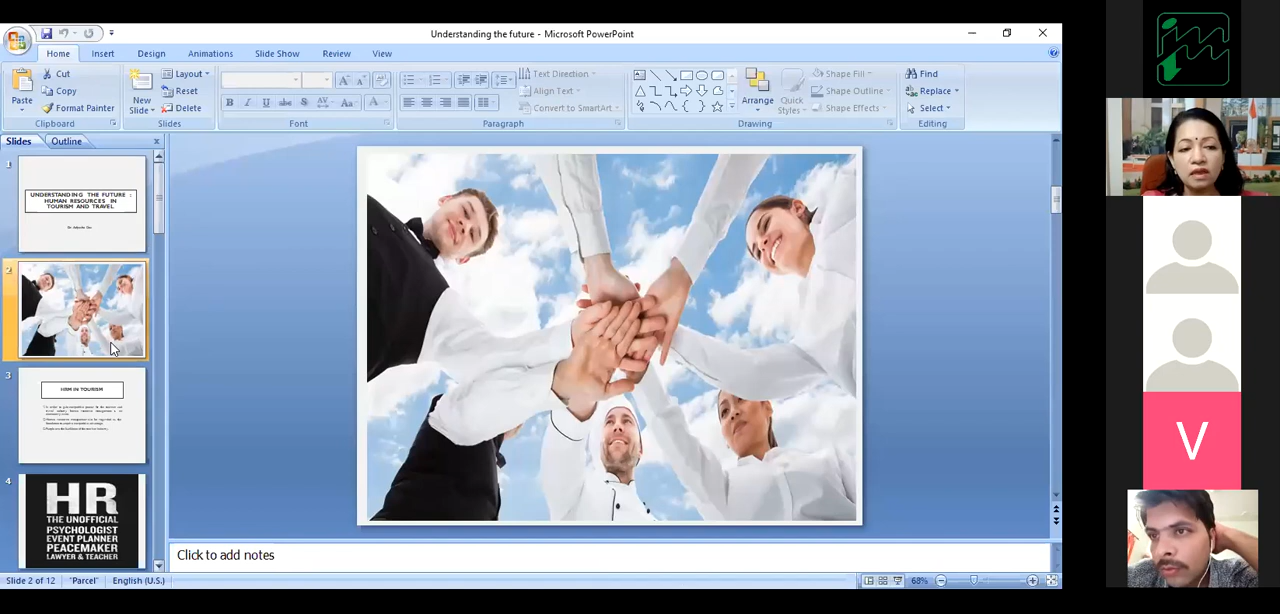 Understanding the future - Microsoft PowerPoint
Home Insert Design Animations Slide Show Review View
Paste
Cut
Copy
Format Painter
Clipboard
New Slide
Layout
Reset
Delete
Slides
B I U abc S AV Aa A
Font
Text Direction
Align Text
Convert to SmartArt
Paragraph
Arrange
Quick Styles
Shape Fill
Shape Outline
Shape Effects
Drawing
Find
Replace
Select
Editing
Slides Outline
1
UNDERSTANDING THE FUTURE :
HUMAN RESOURCES IN
TOURISM AND TRAVEL
2
3
HRM IN TOURISM
4
HR
THE UNOFFICIAL
PSYCHOLOGIST
EVENT PLANNER
PEACEMAKER
LAWYER & TEACHER
V
Click to add notes
Slide 2 of 12 "Parcel" English (U.S.) 68%